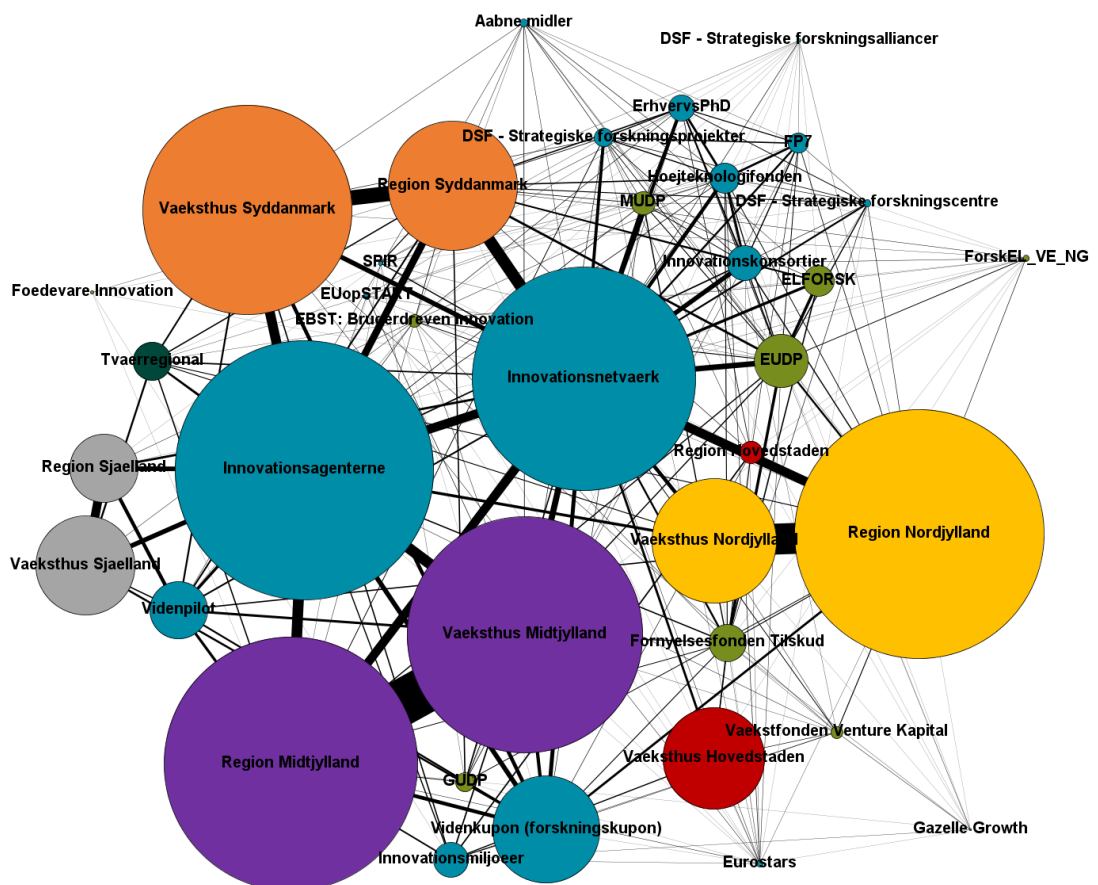 Aabne midler
DSF - Strategiske forskningsalliancer
ErhvervsPhD
DSF - Strategiske forskningsprojekter
FP7
Region Syddanmark
Hoejteknologifonden
MUDP
DSF - Strategiske forskningscentre
Vaeksthus Syddanmark
SPIR
Innovationskonsortier
ForskEL_VE_NG
ELFORSK
Foedevare-Innovation
EUopSTART
EBST: Brugerdreven innovation
Tvaerregional
EUDP
Innovationsnetvaerk
Region Hovedstaden
Region Sjaelland
Innovationsagenterne
Region Nordjylland
Vaeksthus Nordjylland
Vaeksthus Sjaelland
Videnpilot
Vaeksthus Midtjylland
Fornyelsesfonden Tilskud
Vaekstfonden Venture Kapital
Vaeksthus Hovedstaden
Region Midtjylland
GUDP
Videnkupon (forskningskupon)
Gazelle Growth
Innovationsmiljoeer
Eurostars